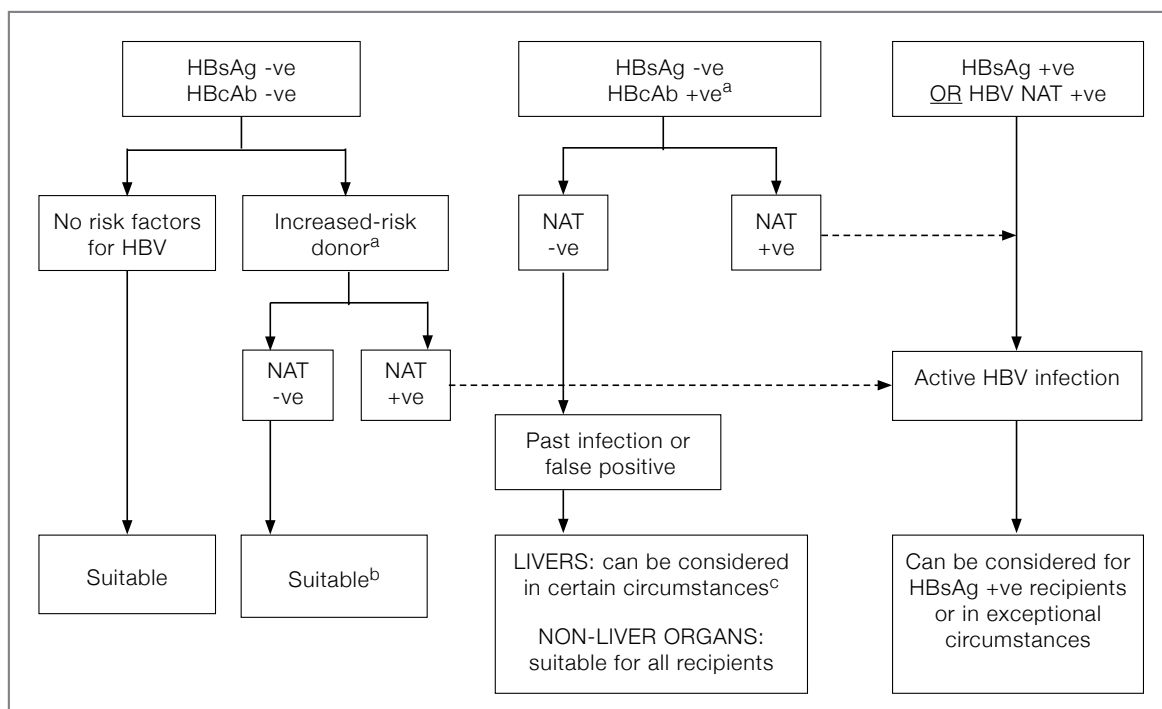 HBsAg -ve
HBcAb -ve
HBsAg -ve
HBcAb +veᵃ
HBsAg +ve
OR HBV NAT +ve
No risk factors
for HBV
Increased-risk
donorᵃ
NAT
-ve
NAT
+ve
NAT
-ve
NAT
+ve
Active HBV infection
Past infection or
false positive
Suitable
Suitableᵇ
LIVERS: can be considered
in certain circumstancesᶜ
NON-LIVER ORGANS:
suitable for all recipients
Can be considered for
HBsAg +ve recipients
or in exceptional
circumstances